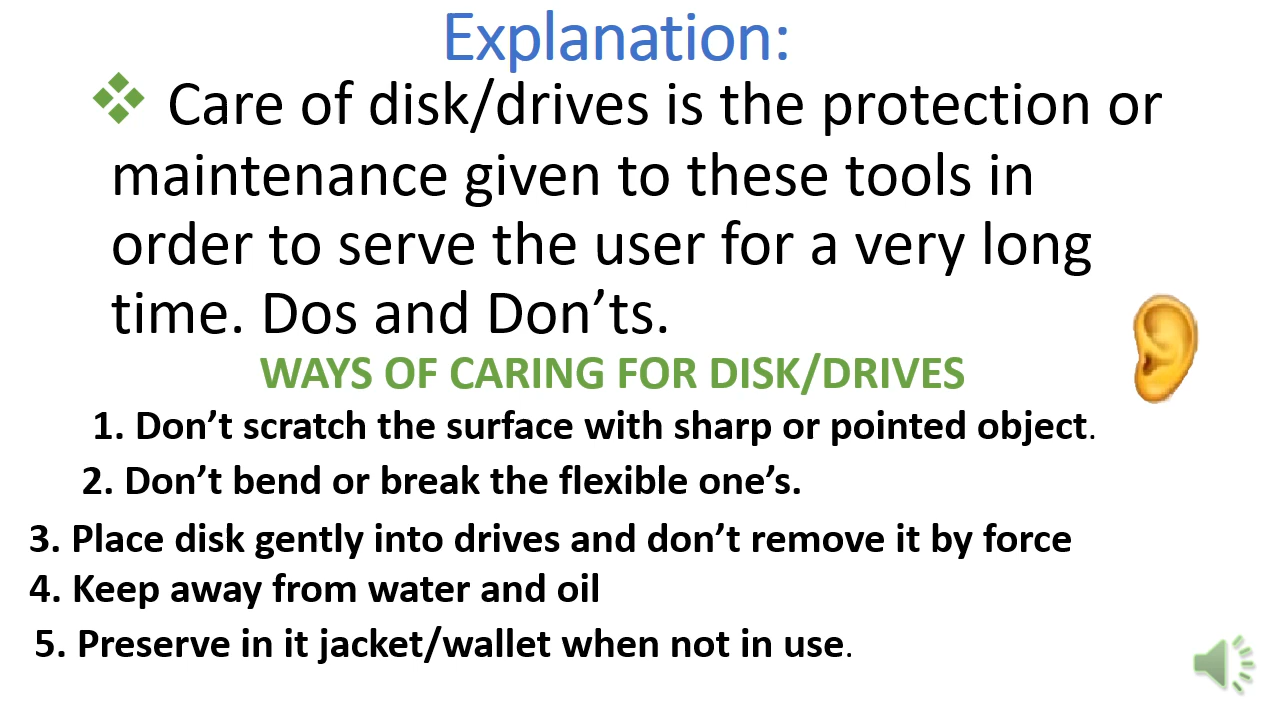 Explanation:
Care of disk/drives is the protection or
maintenance given to these tools in
order to serve the user for a very long
time. Dos and Don’ts.
WAYS OF CARING FOR DISK/DRIVES
1. Don’t scratch the surface with sharp or pointed object.
2. Don’t bend or break the flexible one’s.
3. Place disk gently into drives and don’t remove it by force
4. Keep away from water and oil
5. Preserve in it jacket/wallet when not in use.